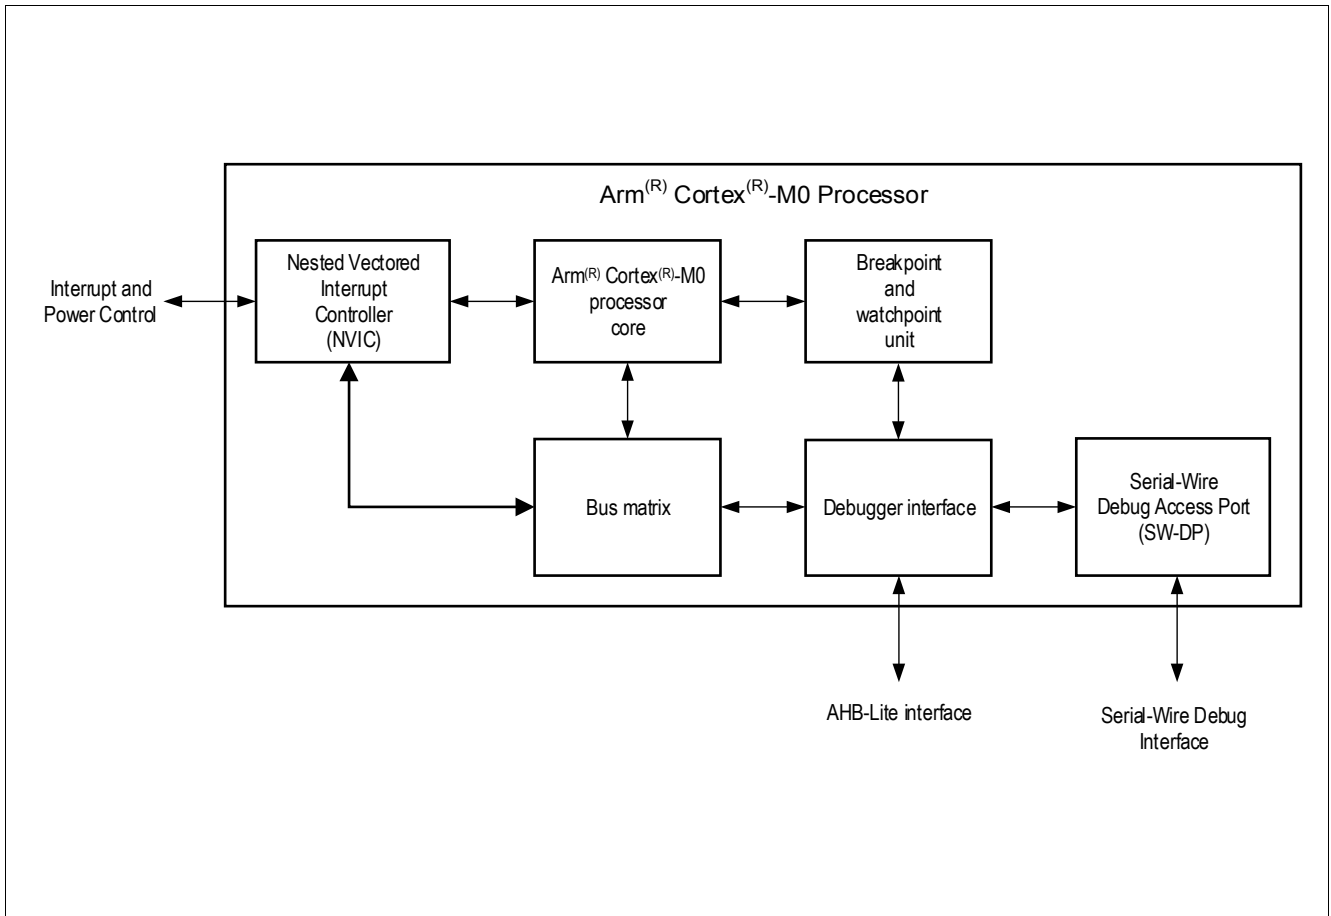 Arm(R) Cortex(R)-M0 Processor
Interrupt and
Power Control
Nested Vectored
Interrupt
Controller
(NVIC)
Arm(R) Cortex(R)-M0
processor
core
Breakpoint
and
watchpoint
unit
Bus matrix
Debugger interface
Serial-Wire
Debug Access Port
(SW-DP)
AHB-Lite interface
Serial-Wire Debug
Interface